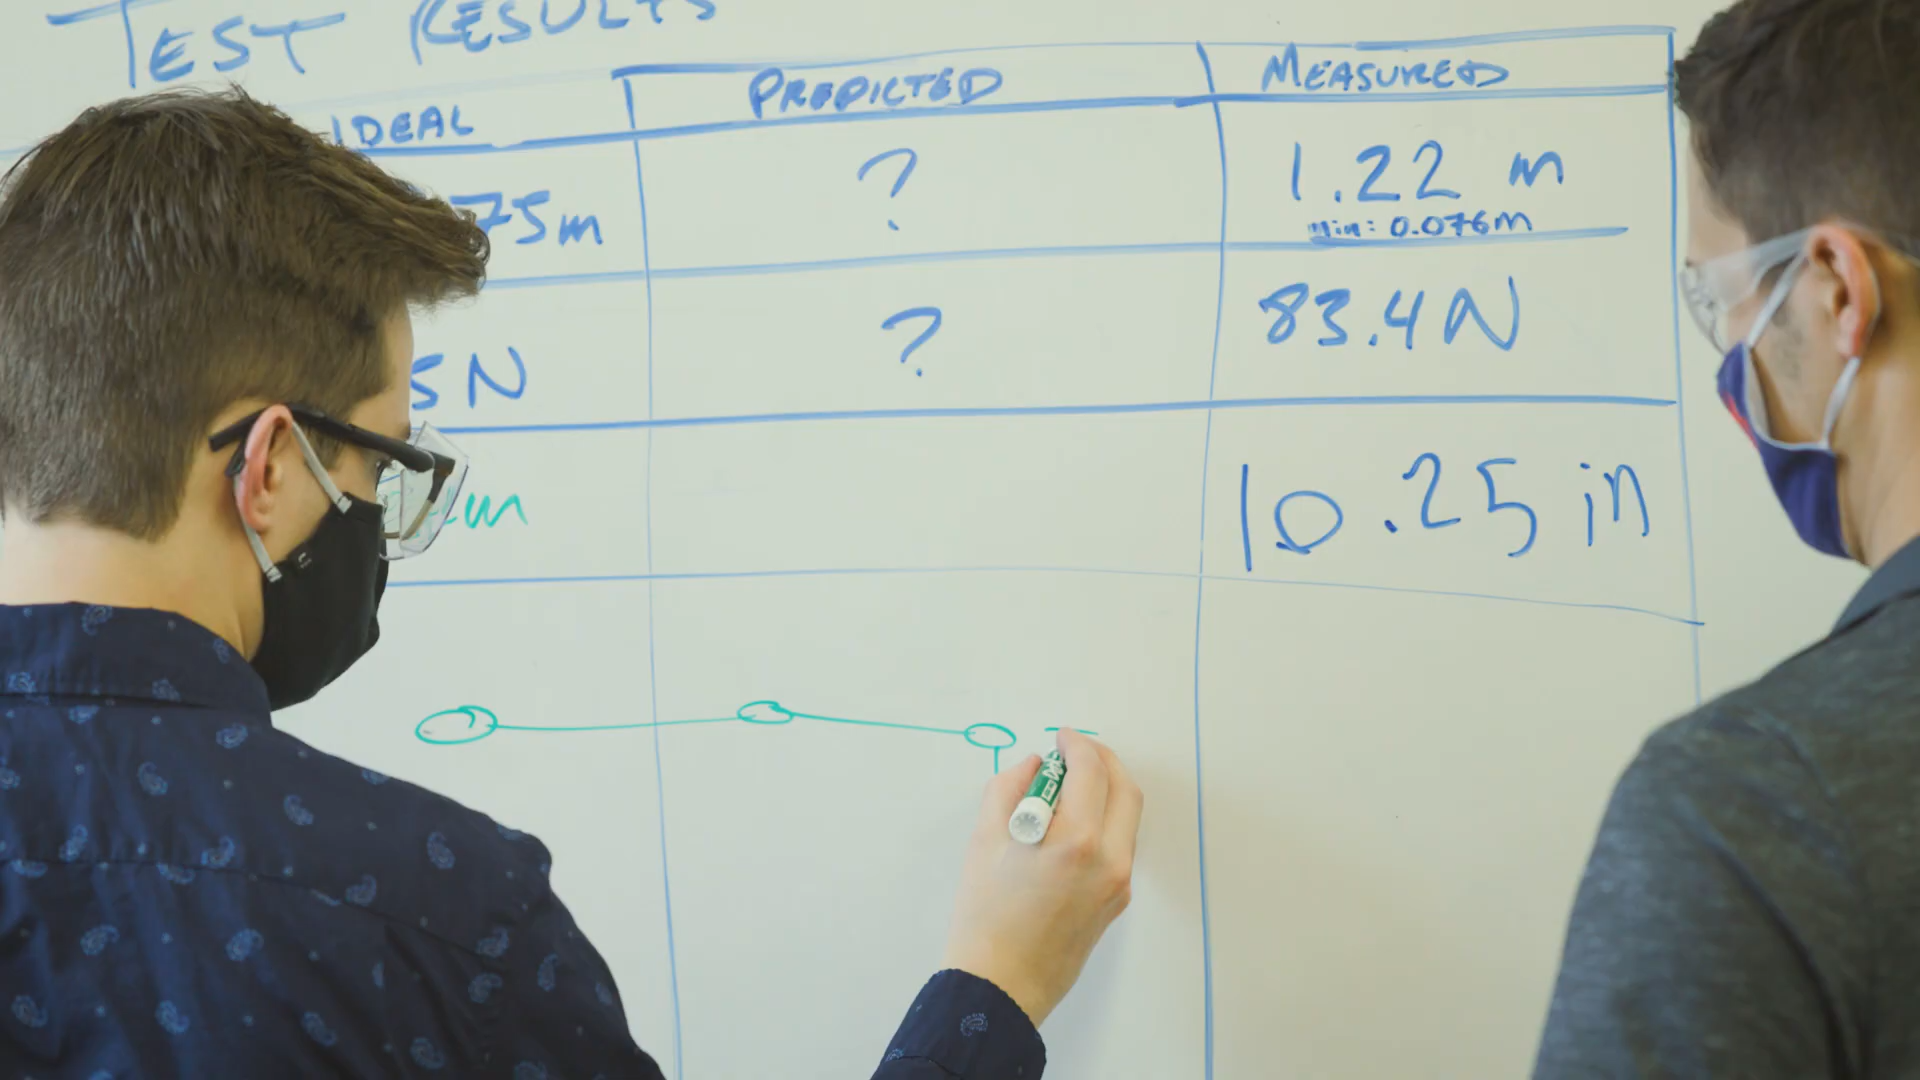 TEST RESULTS
IDEAL PREDICTED MEASURED
75m ? 1.22 m
Min: 0.076m
5N ? 83.4N
10.25 in